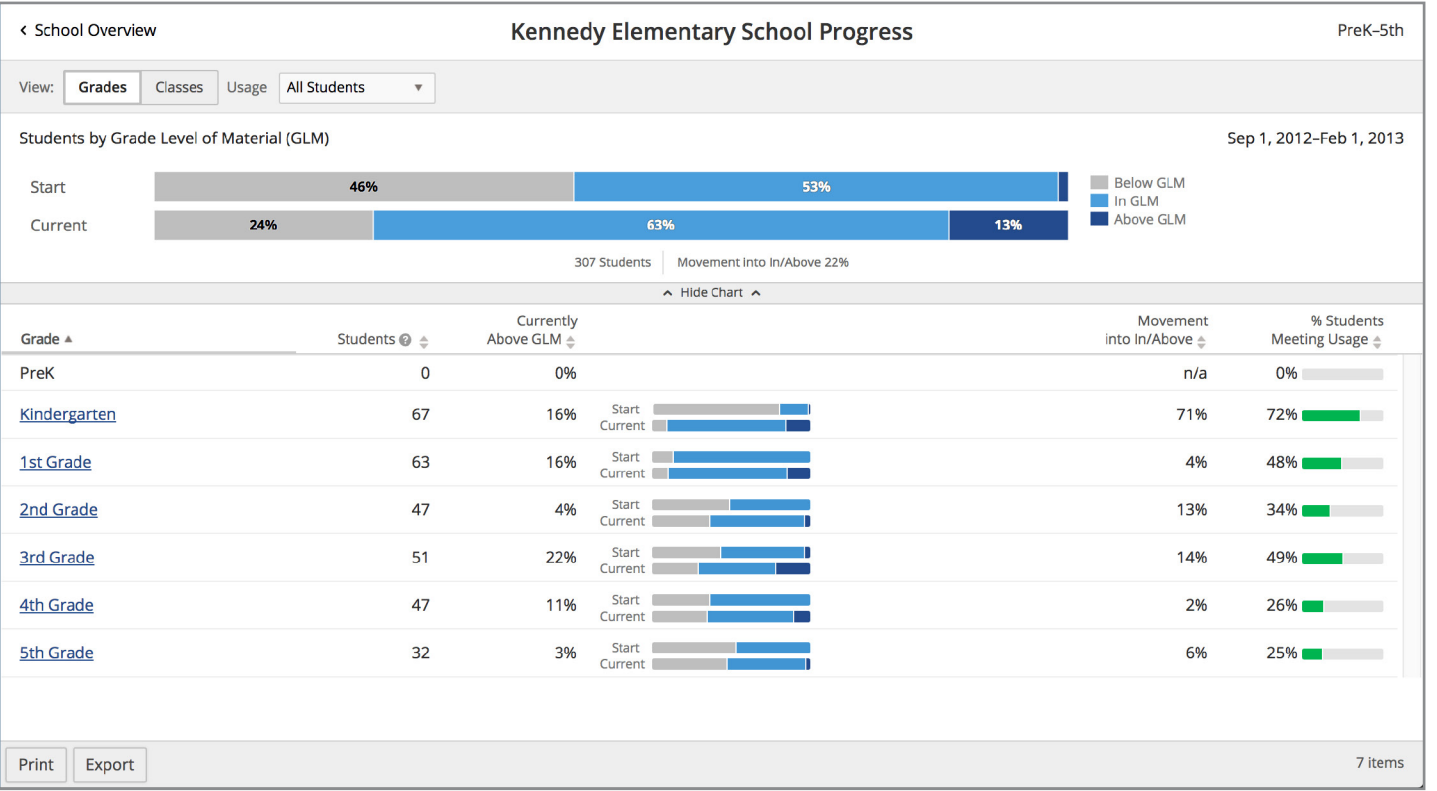 ‹ School Overview
Kennedy Elementary School Progress
PreK–5th
View: Grades Classes Usage All Students
Students by Grade Level of Material (GLM)
Sep 1, 2012–Feb 1, 2013
Start 46% 53%
Current 24% 63% 13%
Below GLM
In GLM
Above GLM
307 Students Movement into In/Above 22%
Hide Chart
Grade Students ? Currently Above GLM Movement into In/Above % Students Meeting Usage
PreK 0 0% n/a 0%
Kindergarten 67 16% Start 71% 72%
Current
1st Grade 63 16% Start 4% 48%
Current
2nd Grade 47 4% Start 13% 34%
Current
3rd Grade 51 22% Start 14% 49%
Current
4th Grade 47 11% Start 2% 26%
Current
5th Grade 32 3% Start 6% 25%
Current
Print Export 7 items